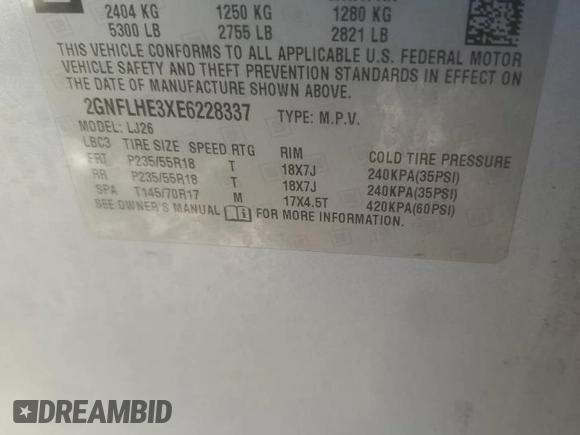 2404 KG 1250 KG 1280 KG
5300 LB 2755 LB 2821 LB
THIS VEHICLE CONFORMS TO ALL APPLICABLE U.S. FEDERAL MOTOR
VEHICLE SAFETY AND THEFT PREVENTION STANDARDS IN EFFECT ON
THE DATE OF MANUFACTURE SHOWN ABOVE.
2GNFLHE3XE6228337 TYPE: M.P.V.
MODEL: LJ26
LBC3 TIRE SIZE SPEED RTG RIM COLD TIRE PRESSURE
FRT P235/55R18 T 18X7J 240KPA(35PSI)
RR P235/55R18 T 18X7J 240KPA(35PSI)
SPA T145/70R17 M 17X4.5T 420KPA(60PSI)
SEE OWNER'S MANUAL FOR MORE INFORMATION.
DREAMBID